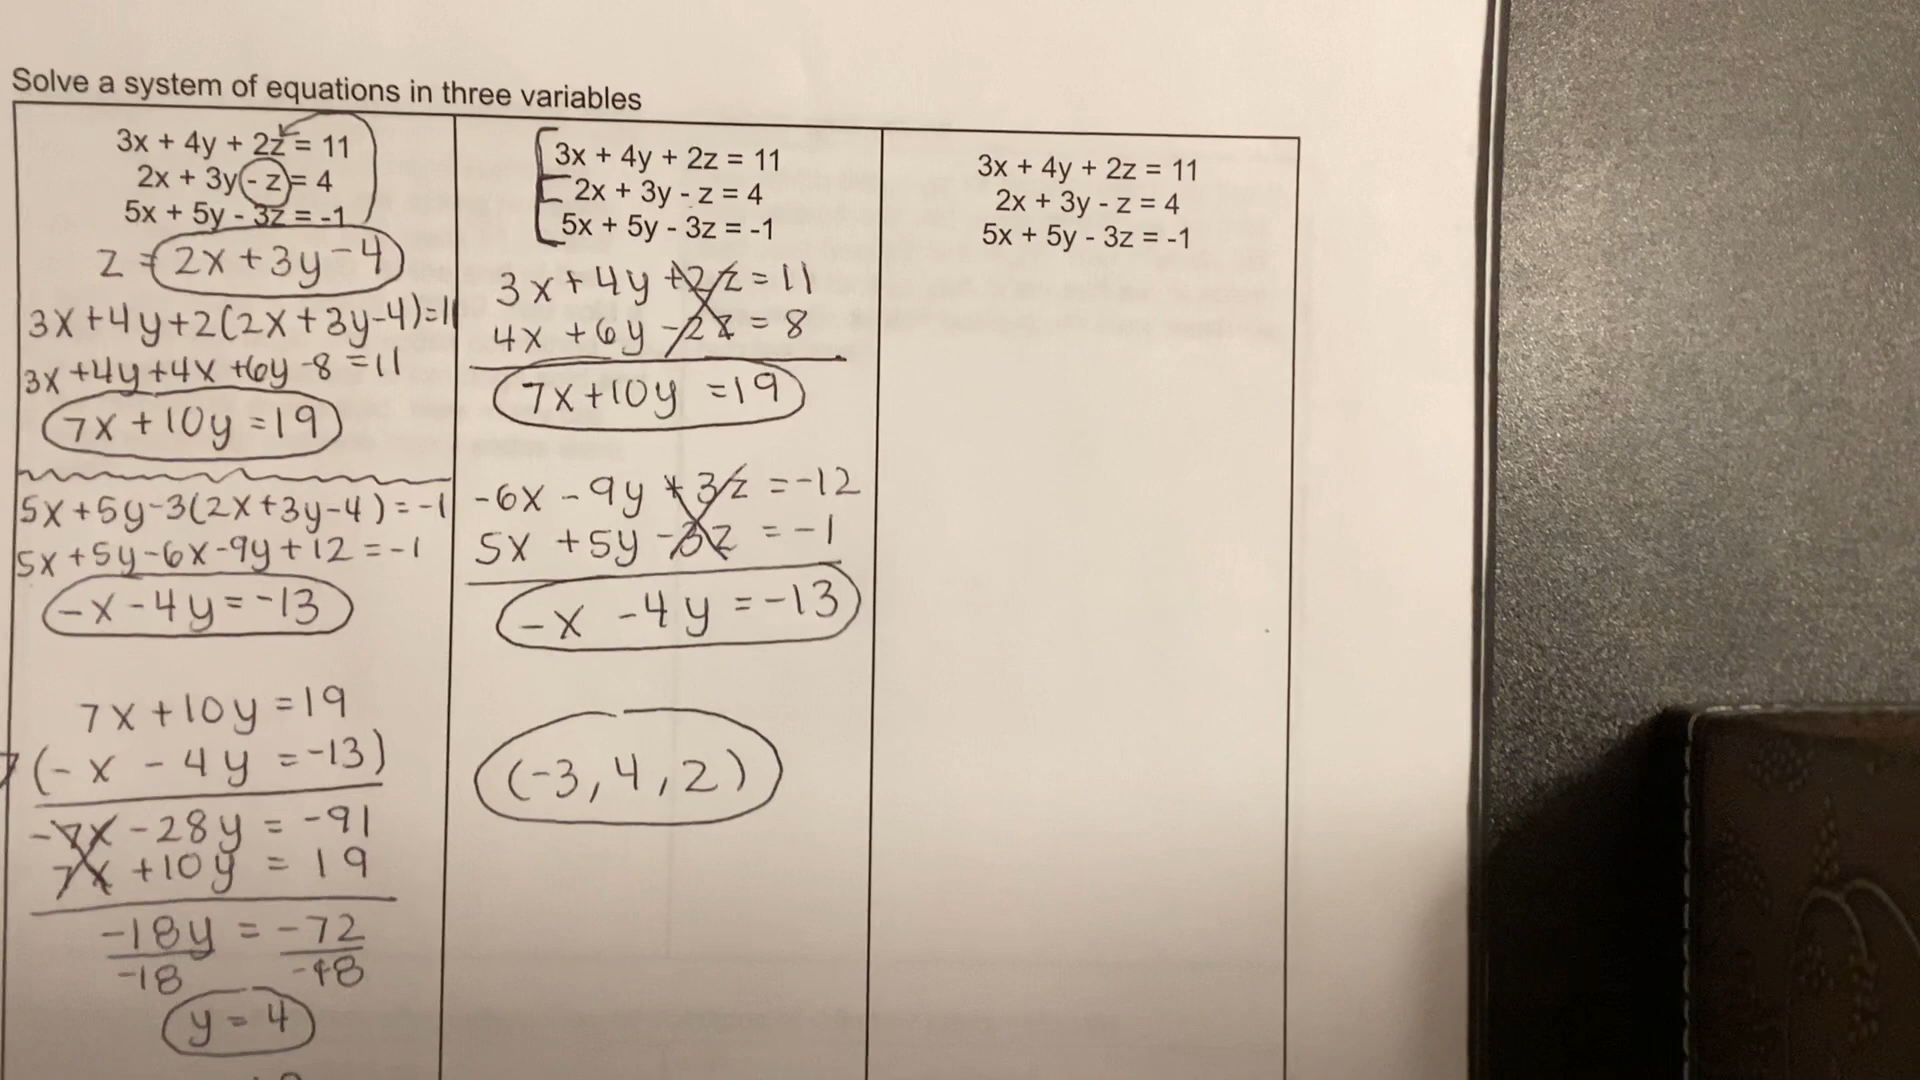 Solve a system of equations in three variables
3x + 4y + 2z = 11
2x + 3y - z = 4
5x + 5y - 3z = -1
z = 2x + 3y - 4
3x + 4y + 2(2x + 3y - 4) = 11
3x + 4y + 4x + 6y - 8 = 11
7x + 10y = 19
5x + 5y - 3(2x + 3y - 4) = -1
5x + 5y - 6x - 9y + 12 = -1
-x - 4y = -13
7x + 10y = 19
7(-x - 4y = -13)
-7x - 28y = -91
7x + 10y = 19
-18y = -72
-18 -18
y = 4
3x + 4y + 2z = 11
2x + 3y - z = 4
5x + 5y - 3z = -1
3x + 4y + 2z = 11
4x + 6y - 2z = 8
7x + 10y = 19
-6x - 9y + 3z = -12
5x + 5y - 3z = -1
-x - 4y = -13
(-3, 4, 2)
3x + 4y + 2z = 11
2x + 3y - z = 4
5x + 5y - 3z = -1